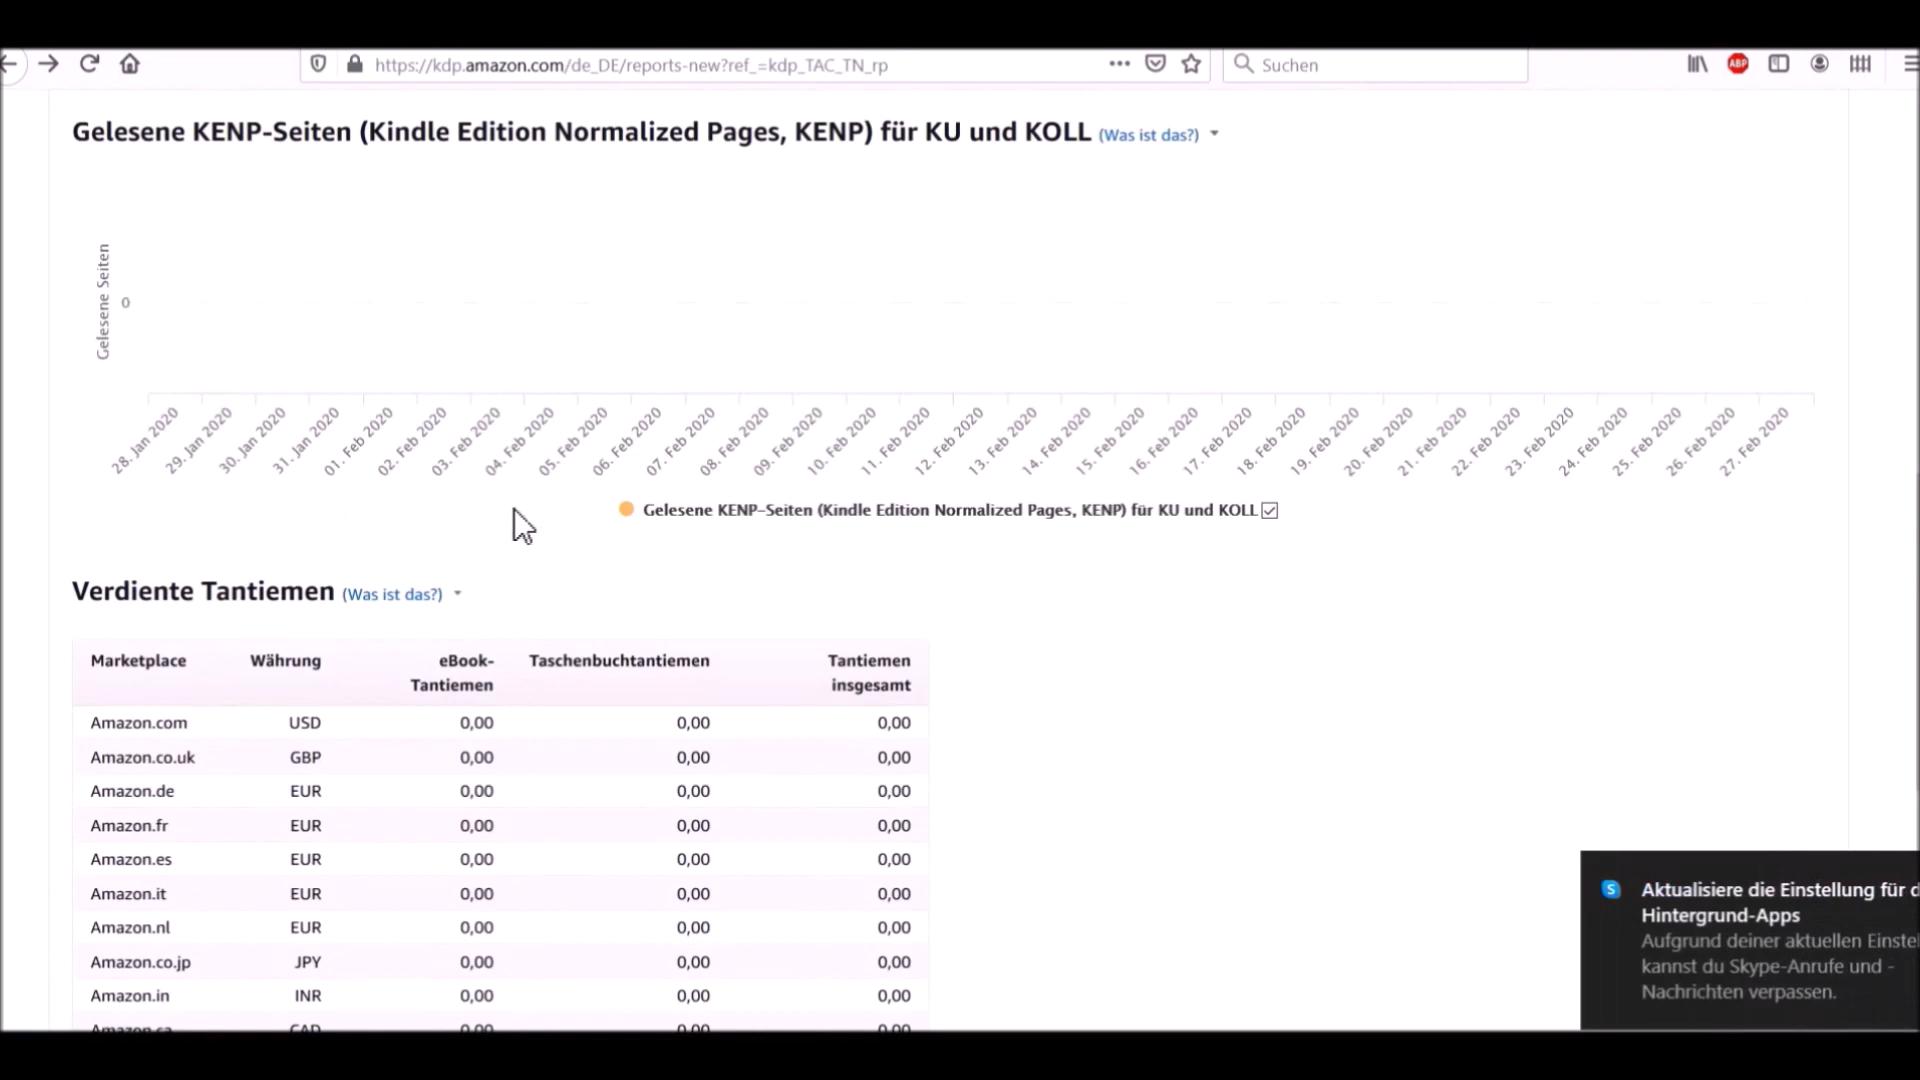 https://kdp.amazon.com/de_DE/reports-new?ref_=kdp_TAC_TN_rp
Suchen
ABP
Gelesene KENP-Seiten (Kindle Edition Normalized Pages, KENP) für KU und KOLL (Was ist das?)
Gelesene Seiten
0
28. Jan 2020
29. Jan 2020
30. Jan 2020
31. Jan 2020
01. Feb 2020
02. Feb 2020
03. Feb 2020
04. Feb 2020
05. Feb 2020
06. Feb 2020
07. Feb 2020
08. Feb 2020
09. Feb 2020
10. Feb 2020
11. Feb 2020
12. Feb 2020
13. Feb 2020
14. Feb 2020
15. Feb 2020
16. Feb 2020
17. Feb 2020
18. Feb 2020
19. Feb 2020
20. Feb 2020
21. Feb 2020
22. Feb 2020
23. Feb 2020
24. Feb 2020
25. Feb 2020
26. Feb 2020
27. Feb 2020
Gelesene KENP-Seiten (Kindle Edition Normalized Pages, KENP) für KU und KOLL
Verdiente Tantiemen (Was ist das?)
Marketplace Währung eBook- Taschenbuchtantiemen Tantiemen
Tantiemen insgesamt
Amazon.com USD 0,00 0,00 0,00
Amazon.co.uk GBP 0,00 0,00 0,00
Amazon.de EUR 0,00 0,00 0,00
Amazon.fr EUR 0,00 0,00 0,00
Amazon.es EUR 0,00 0,00 0,00
Amazon.it EUR 0,00 0,00 0,00
Amazon.nl EUR 0,00 0,00 0,00
Amazon.co.jp JPY 0,00 0,00 0,00
Amazon.in INR 0,00 0,00 0,00
Amazon.ca CAD 0,00 0,00 0,00
S
Aktualisiere die Einstellung für d
Hintergrund-Apps
Aufgrund deiner aktuellen Einstel
kannst du Skype-Anrufe und -
Nachrichten verpassen.